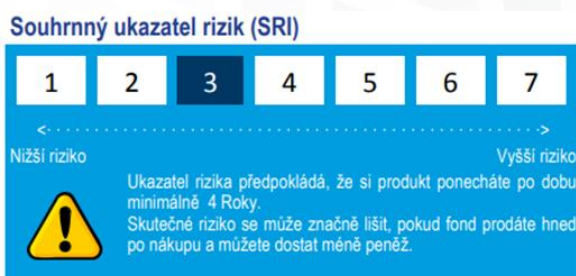 Souhrnný ukazatel rizik (SRI)
1 2 3 4 5 6 7
Nižší riziko Vyšší riziko
Ukazatel rizika předpokládá, že si produkt ponecháte po dobu
minimálně 4 Roky.
Skutečné riziko se může značně lišit, pokud fond prodáte hned
po nákupu a můžete dostat méně peněž.